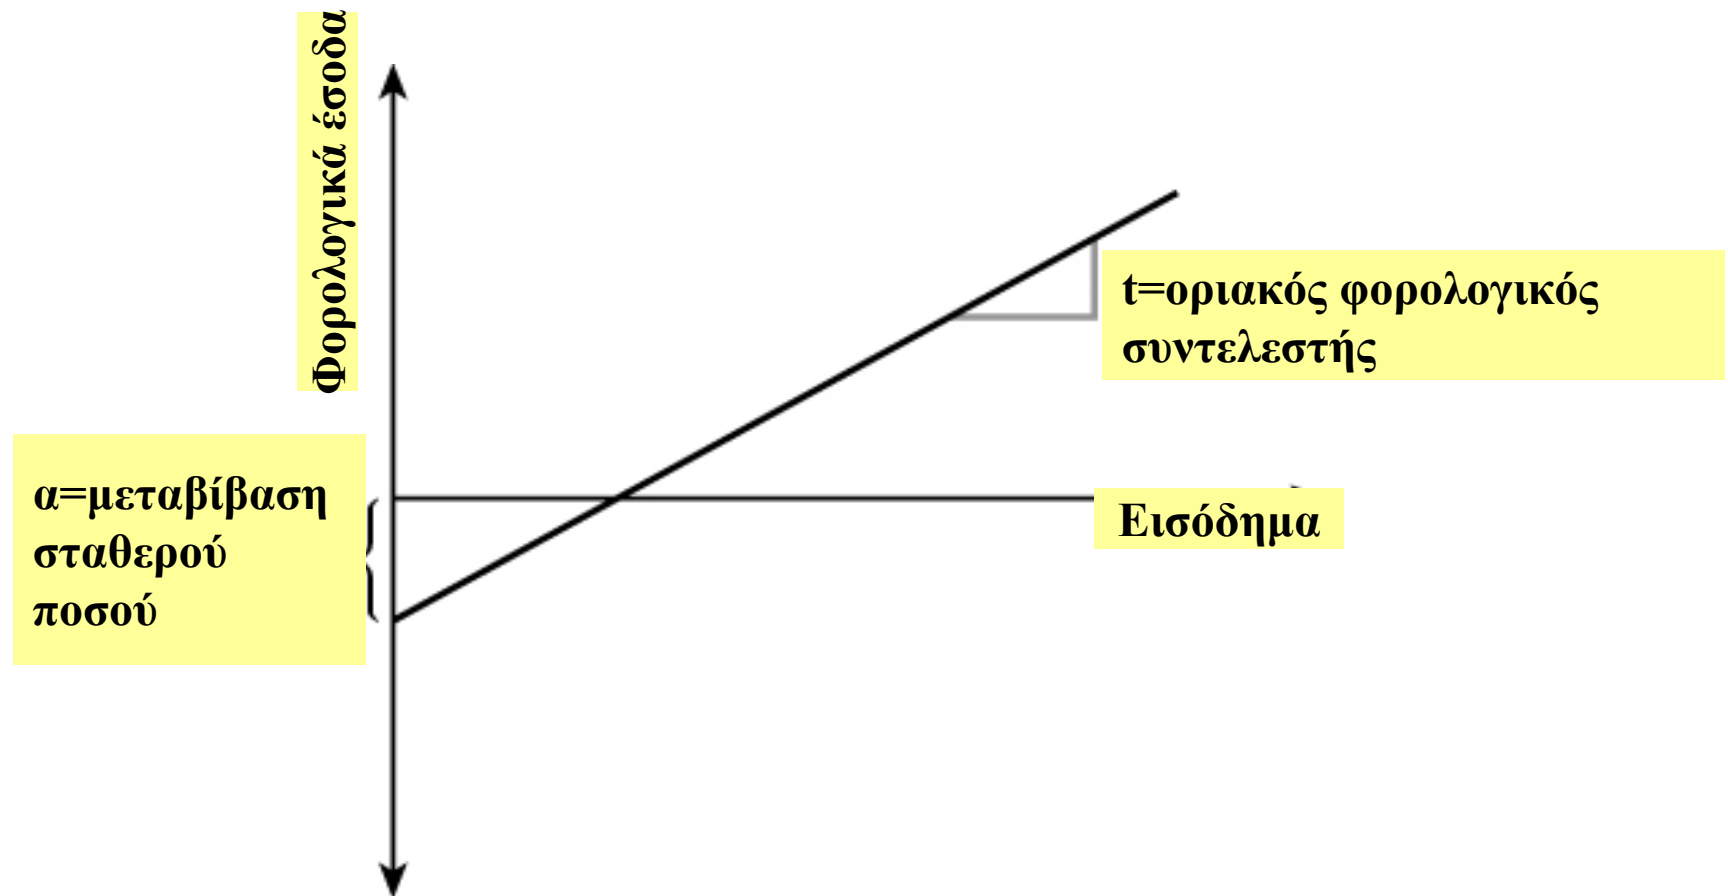 Φορολογικά έσοδα
t=οριακός φορολογικός
συντελεστής
α=μεταβίβαση
σταθερού
ποσού
Εισόδημα